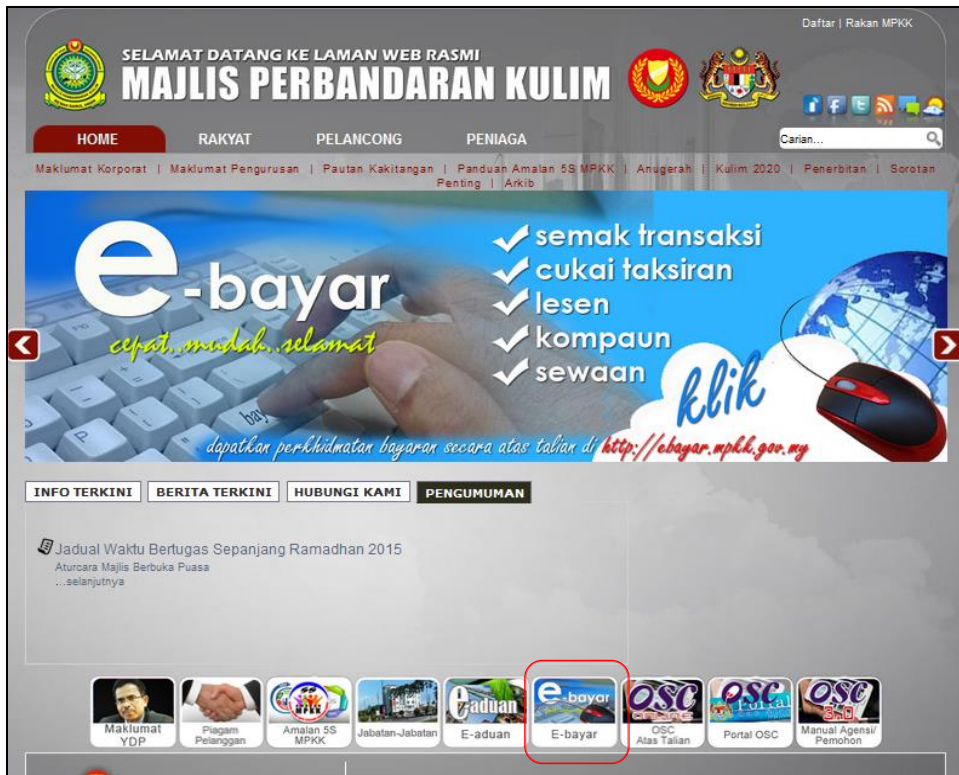 Daftar | Rakan MPKK
SELAMAT DATANG KE LAMAN WEB RASMI
MAJLIS PERBANDARAN KULIM
HOME RAKYAT PELANCONG PENIAGA
Carian...
Maklumat Korporat | Maklumat Pengurusan | Pautan Kakitangan | Panduan Amalan 5S MPKK | Anugerah | Kulim 2020 | Penerbitan | Sorotan
Penting | Arkib
e-bayar
cepat..mudah..selamat
semak transaksi
cukai taksiran
lesen
kompaun
sewaan
klik
dapatkan perkhidmatan bayaran secara atas talian di http://ebayar.mpkk.gov.my
INFO TERKINI BERITA TERKINI HUBUNGI KAMI PENGUMUMAN
Jadual Waktu Bertugas Sepanjang Ramadhan 2015
Aturcara Majlis Berbuka Puasa
...selanjutnya
e-aduan
e-bayar
OSC ONLINE
OSC Portal
OSC
Maklumat YDP
Piagam Pelanggan
Amalan 5S MPKK
Jabatan-Jabatan
E-aduan
E-bayar
OSC Atas Talian
Portal OSC
Manual Agensi/ Pemohon